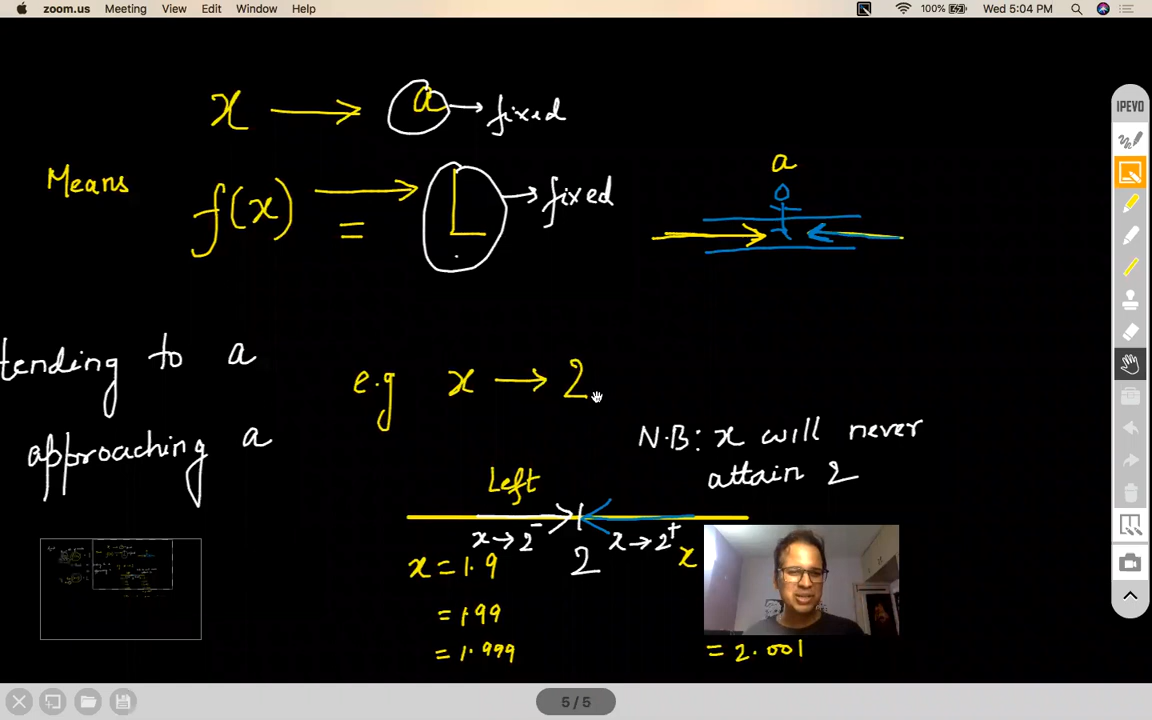 zoom.us Meeting View Edit Window Help 100% Wed 5:04 PM
x → a → fixed
IPEVO
a
Means f(x) → = L → fixed
tending to a
e.g x → 2
approaching a
N.B: x will never
attain 2
Left
x → 2⁻ 2 x → 2⁺
x = 1.9 x
= 1.99
= 1.999 = 2.001
5 / 5